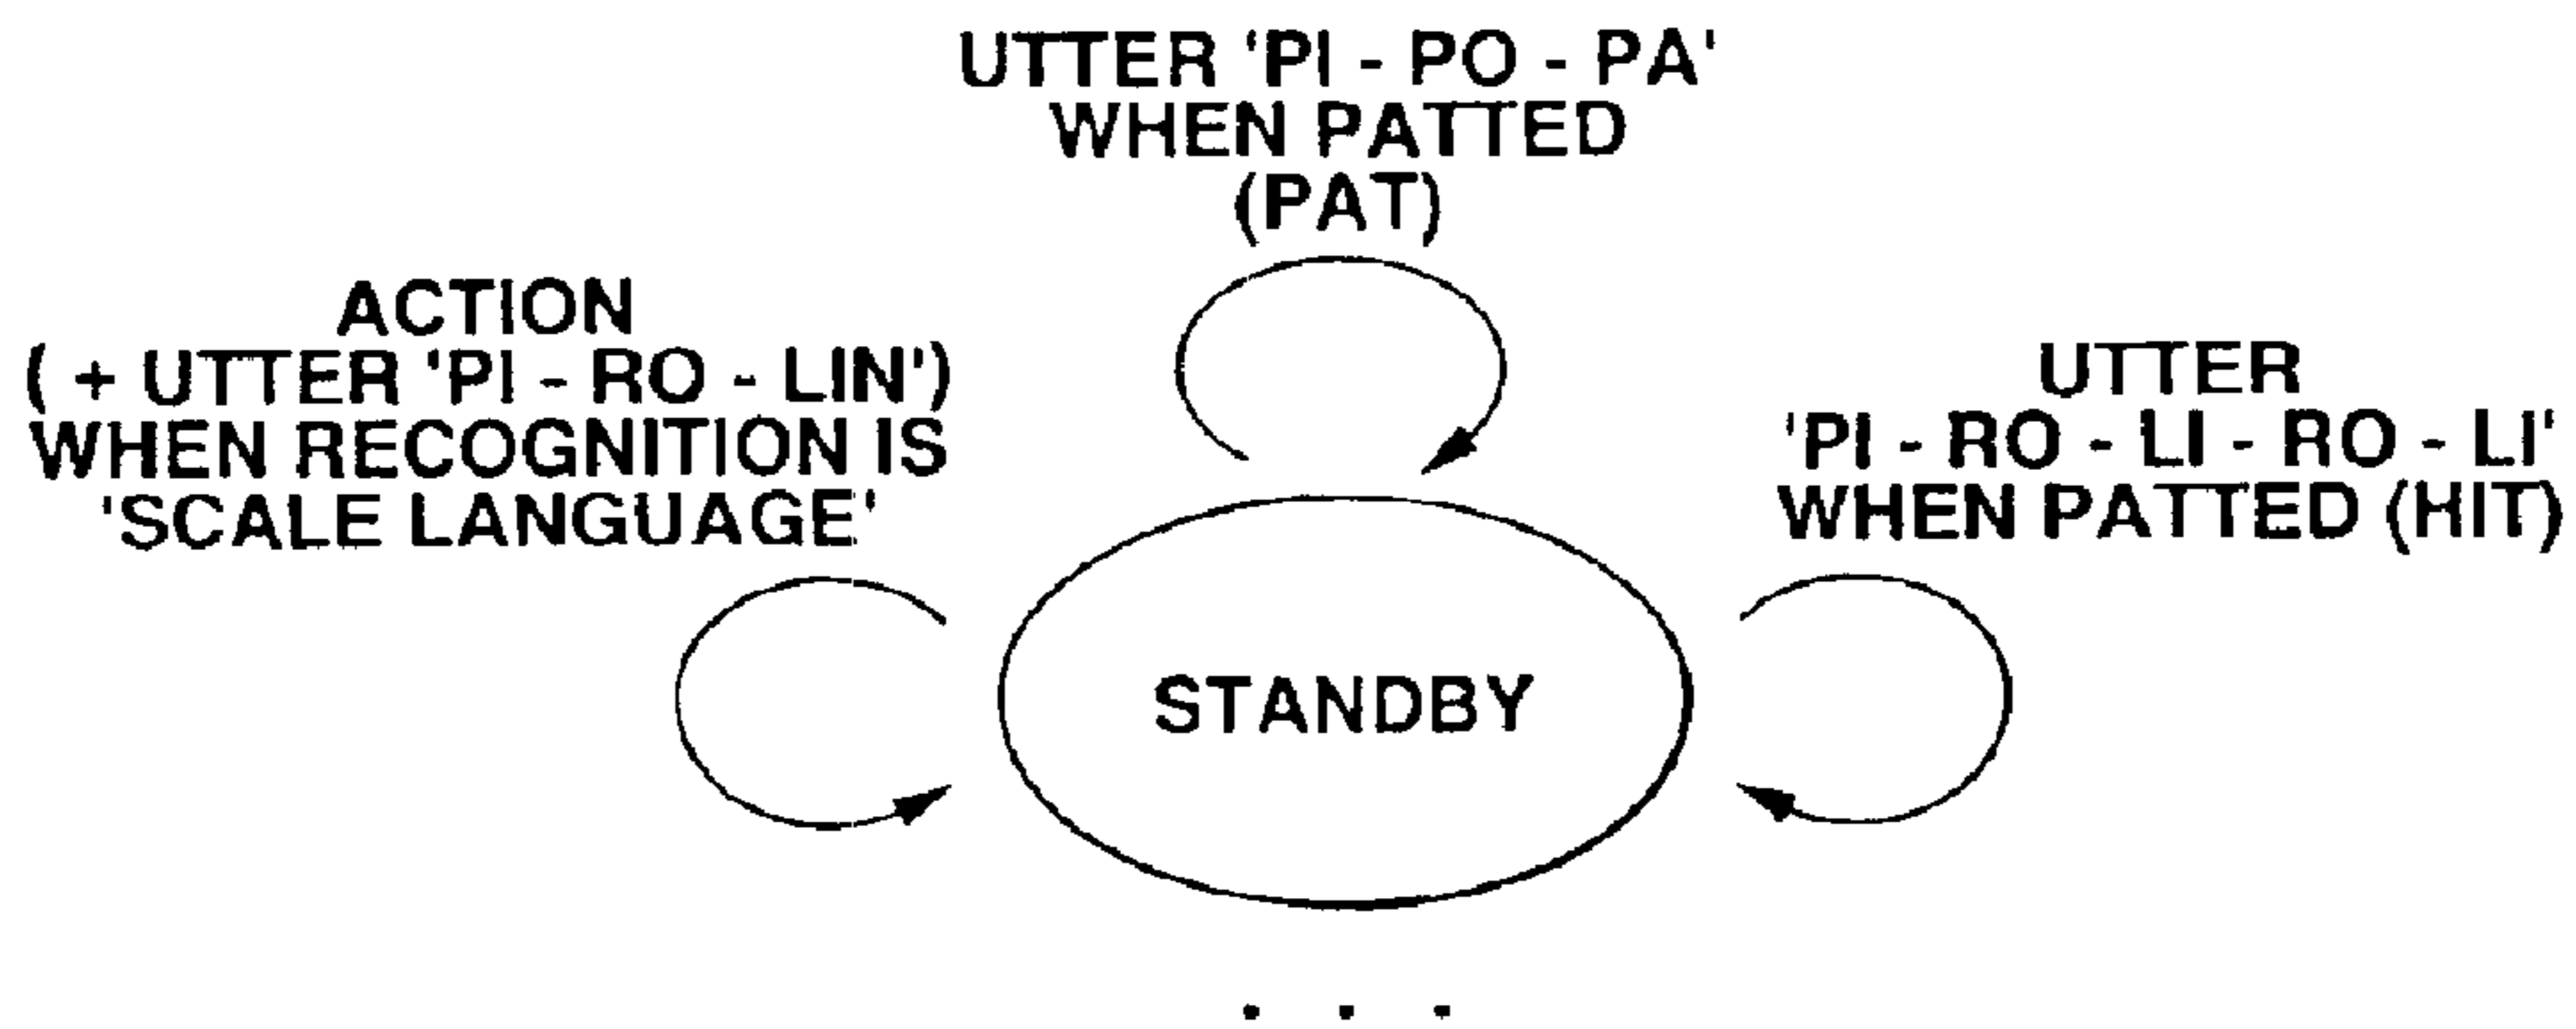 UTTER 'PI - PO - PA'
WHEN PATTED
(PAT)
ACTION
( + UTTER 'PI - RO - LIN')
WHEN RECOGNITION IS
'SCALE LANGUAGE'
UTTER
'PI - RO - LI - RO - LI'
WHEN PATTED (HIT)
STANDBY
. . .